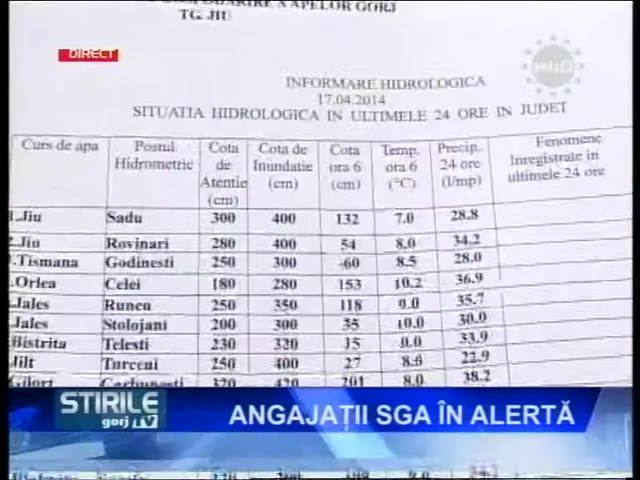 APELOR GORJ
TG. JIU
DIRECT
INFORMARE HIDROLOGICA
17.04.2014
SITUATIA HIDROLOGICA IN ULTIMELE 24 ORE IN JUDET
Curs de apa Postul Hidrometric Cota de Atentie (cm) Cota de Inundatie (cm) Cota ora 6 (cm) Temp. ora 6 (°C) Precip. 24 ore (l/mp) Fenomene Inregistrate in ultimele 24 ore
Jiu Sadu 300 400 132 7.0 28.8
Jiu Rovinari 280 400 54 8.0 34.2
Tismana Godinesti 250 300 -60 8.5 28.0
Orlea Celei 180 280 153 10.2 36.9
Jales Runcu 250 350 118 0.0 35.7
Jales Stolojani 200 300 35 10.0 30.0
Bistrita Telesti 230 320 15 0.0 33.9
Jilt Turceni 250 400 27 8.6 22.9
Gilort Carbunesti 320 420 201 8.0 38.2
STIRILE
gorj
ANGAJAȚII SGA ÎN ALERTĂ